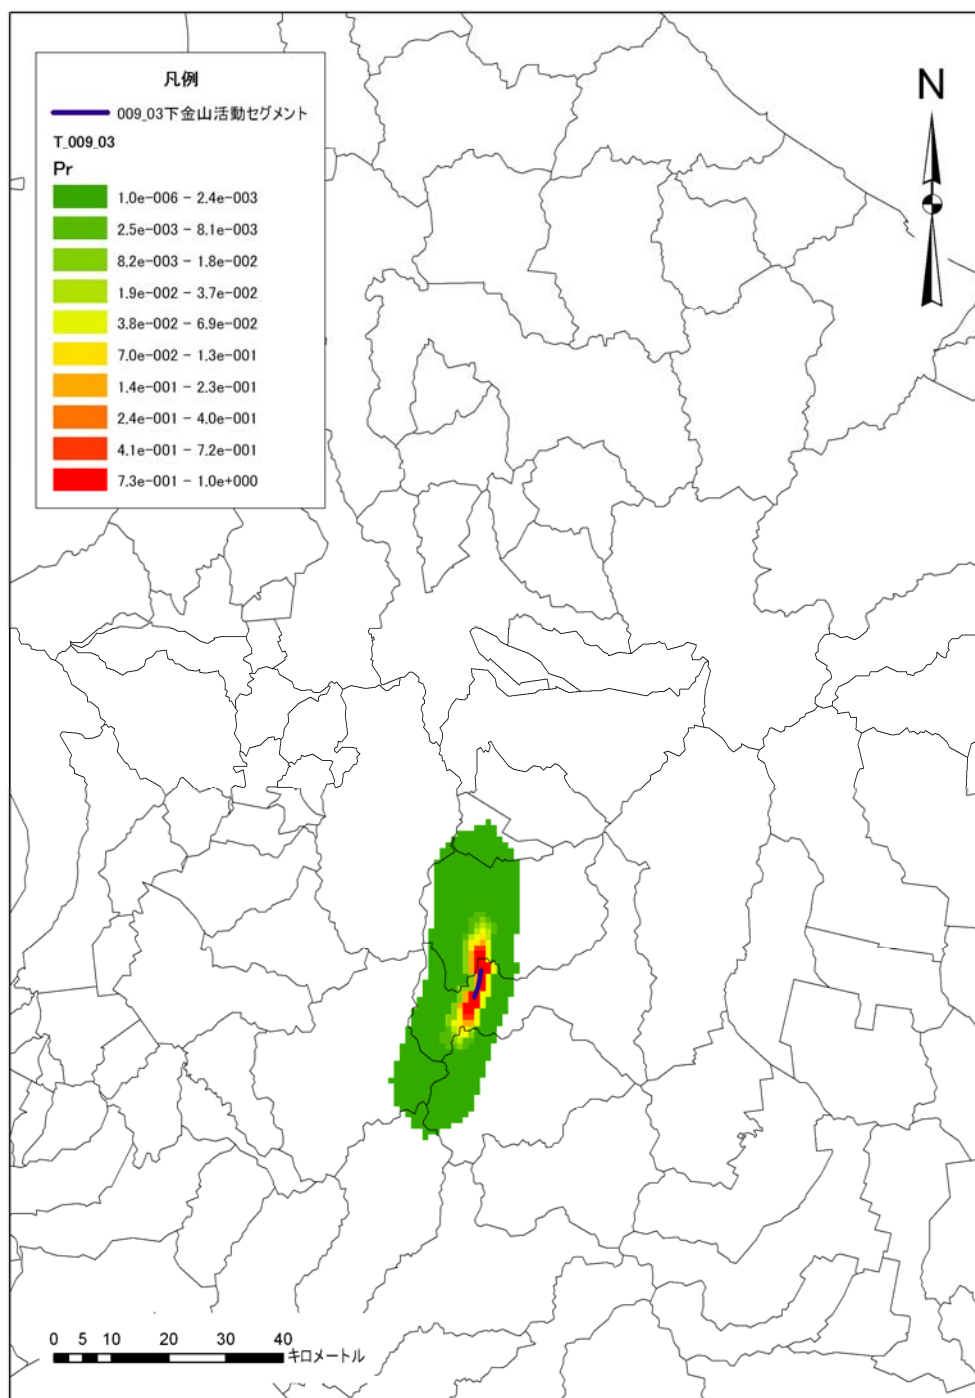 凡例
009_03下金山活動セグメント
T_009_03
Pr
1.0e-006 - 2.4e-003
2.5e-003 - 8.1e-003
8.2e-003 - 1.8e-002
1.9e-002 - 3.7e-002
3.8e-002 - 6.9e-002
7.0e-002 - 1.3e-001
1.4e-001 - 2.3e-001
2.4e-001 - 4.0e-001
4.1e-001 - 7.2e-001
7.3e-001 - 1.0e+000
N
0 5 10 20 30 40
キロメートル